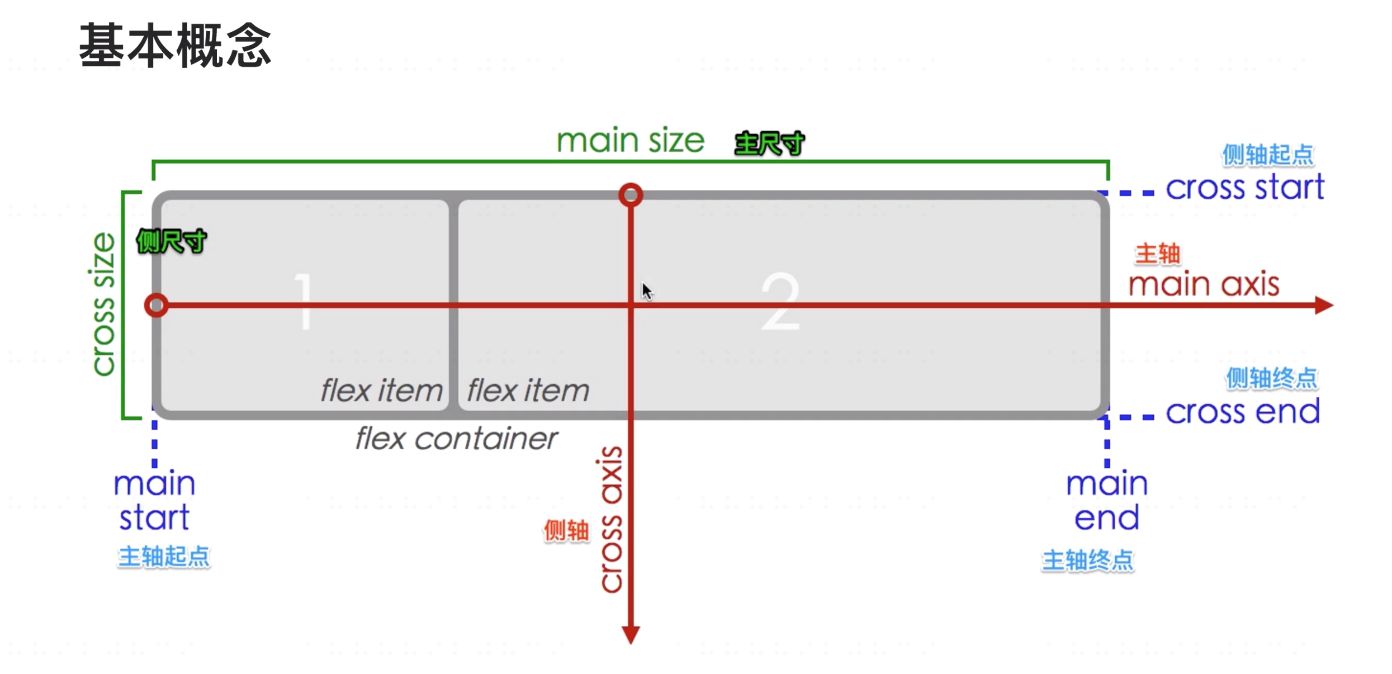 基本概念
main size 主尺寸
侧轴起点
cross start
cross size
侧尺寸
主轴
main axis
1
2
flex item
flex item
侧轴终点
cross end
flex container
main
start
主轴起点
侧轴
cross axis
main
end
主轴终点